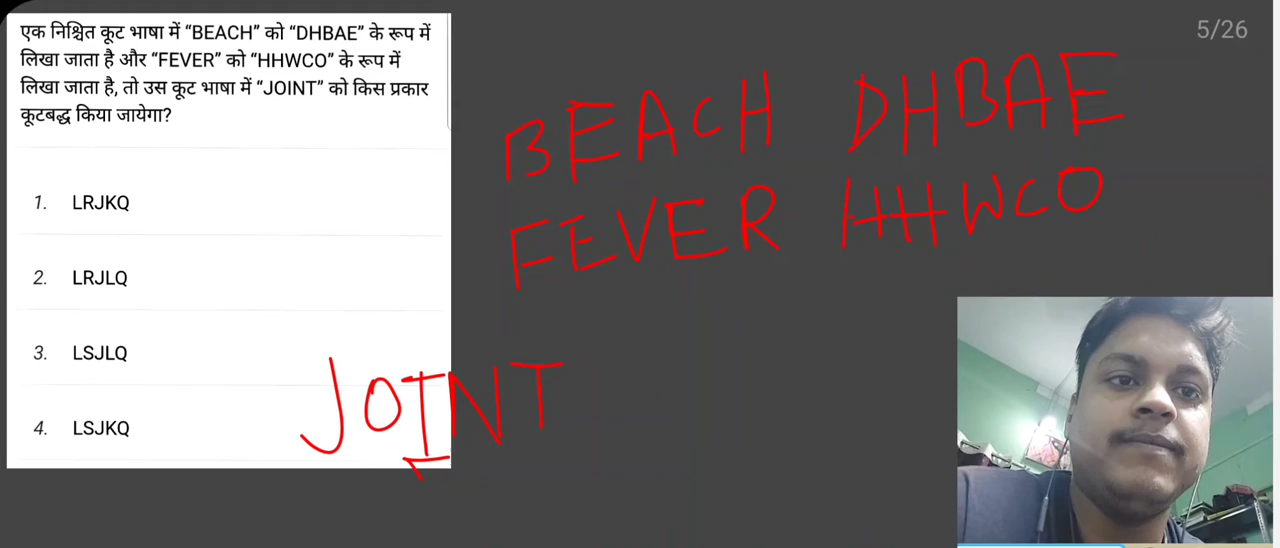 एक निश्चित कूट भाषा में “BEACH” को “DHBAE” के रूप में
लिखा जाता है और “FEVER” को “HHWCO” के रूप में
लिखा जाता है, तो उस कूट भाषा में “JOINT” को किस प्रकार
कूटबद्ध किया जायेगा?
1. LRJKQ
2. LRJLQ
3. LSJLQ
4. LSJKQ
5/26
BEACH DHBAE
FEVER HHWCO
JOINT